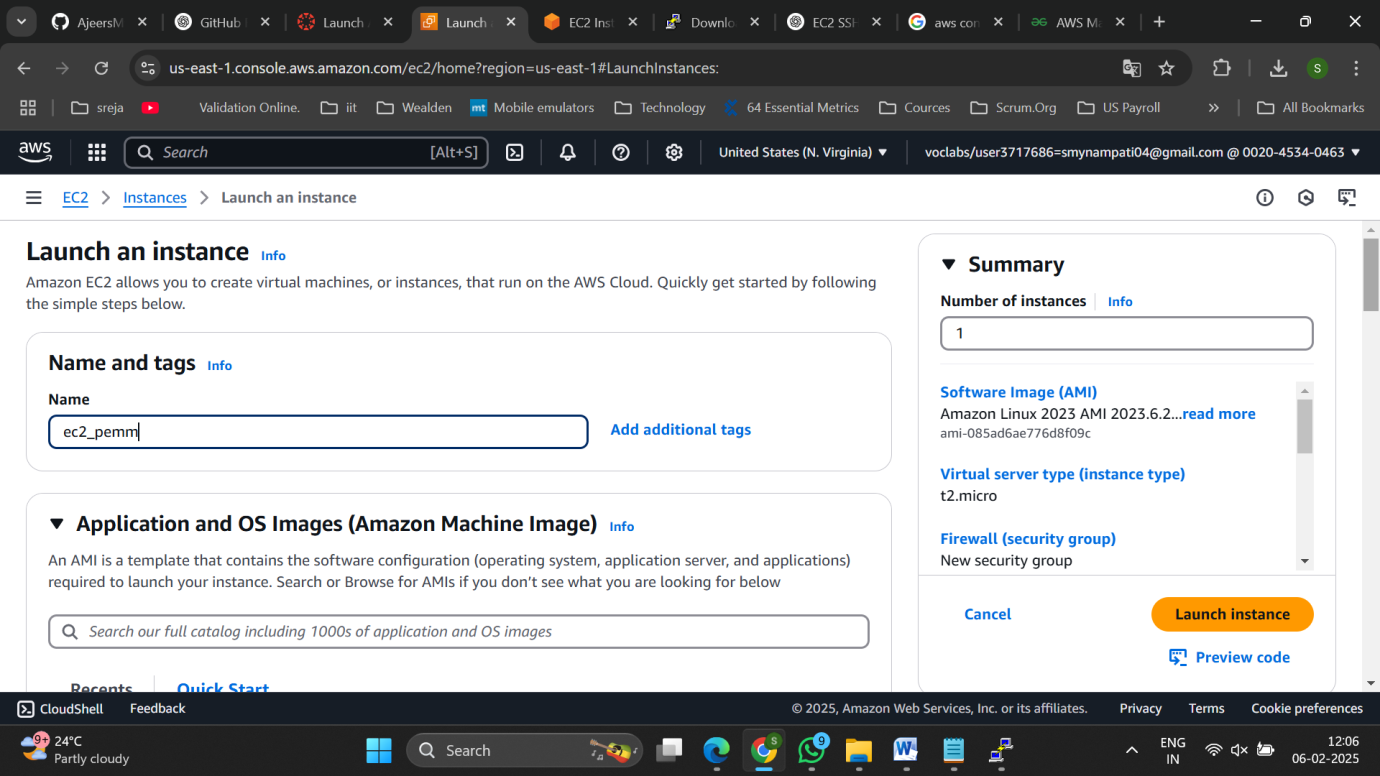 AjeersM
GitHub
Launch
Launch
EC2 Inst
Downlo
EC2 SSH
aws con
AWS Ma
us-east-1.console.aws.amazon.com/ec2/home?region=us-east-1#LaunchInstances:
S
sreja
Validation Online.
iit
Wealden
mt Mobile emulators
Technology
64 Essential Metrics
Cources
Scrum.Org
US Payroll
All Bookmarks
aws
Search [Alt+S]
United States (N. Virginia)
voclabs/user3717686=smynampati04@gmail.com @ 0020-4534-0463
EC2 > Instances > Launch an instance
Launch an instance Info
Amazon EC2 allows you to create virtual machines, or instances, that run on the AWS Cloud. Quickly get started by following
the simple steps below.
Name and tags Info
Name
ec2_pemm
Add additional tags
Application and OS Images (Amazon Machine Image) Info
An AMI is a template that contains the software configuration (operating system, application server, and applications)
required to launch your instance. Search or Browse for AMIs if you don't see what you are looking for below
Search our full catalog including 1000s of application and OS images
Recents
Quick Start
Summary
Number of instances Info
1
Software Image (AMI)
Amazon Linux 2023 AMI 2023.6.2...read more
ami-085ad6ae776d8f09c
Virtual server type (instance type)
t2.micro
Firewall (security group)
New security group
Cancel
Launch instance
Preview code
CloudShell
Feedback
© 2025, Amazon Web Services, Inc. or its affiliates.
Privacy
Terms
Cookie preferences
9+
24°C
Partly cloudy
Search
S
9
ENG
IN
12:06
06-02-2025